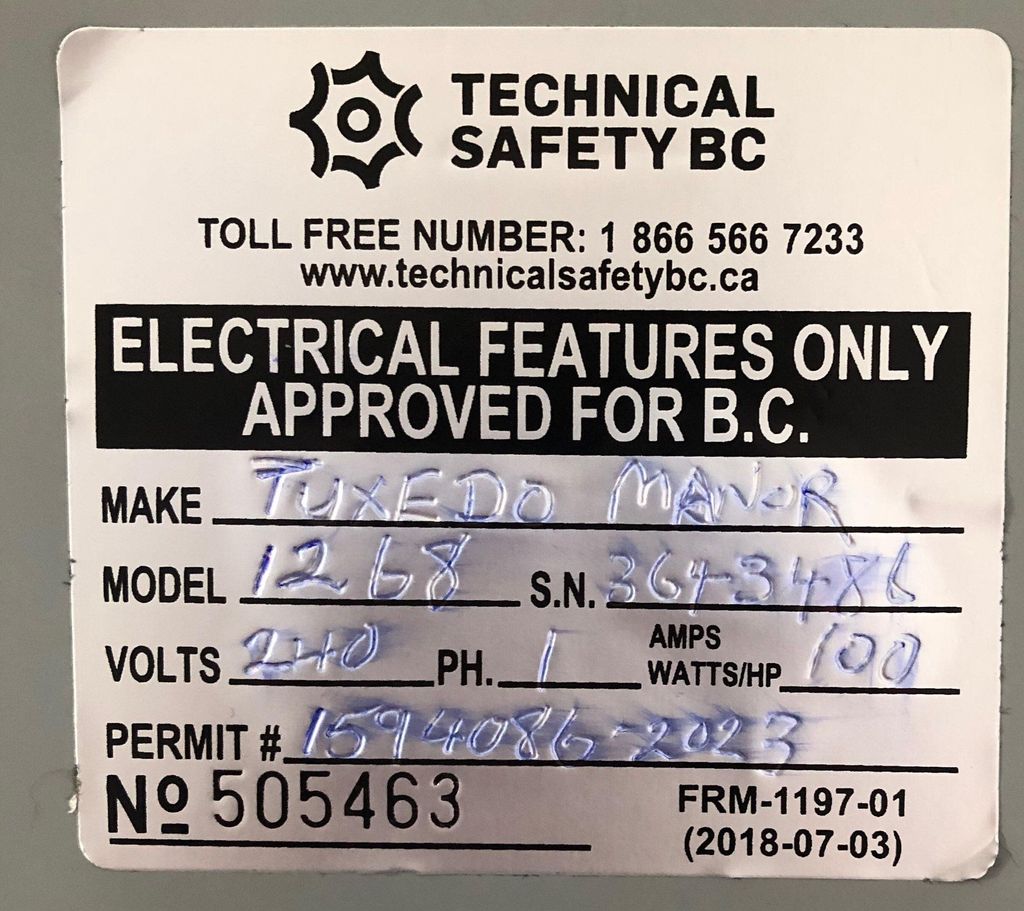 TECHNICAL
SAFETY BC
TOLL FREE NUMBER: 1 866 566 7233
www.technicalsafetybc.ca
ELECTRICAL FEATURES ONLY
APPROVED FOR B.C.
MAKE TUXEDO MANOR
MODEL 1268 S.N. 3643486
VOLTS 240 PH. 1 AMPS WATTS/HP 100
PERMIT # 1594086-2023
Nº 505463
FRM-1197-01
(2018-07-03)